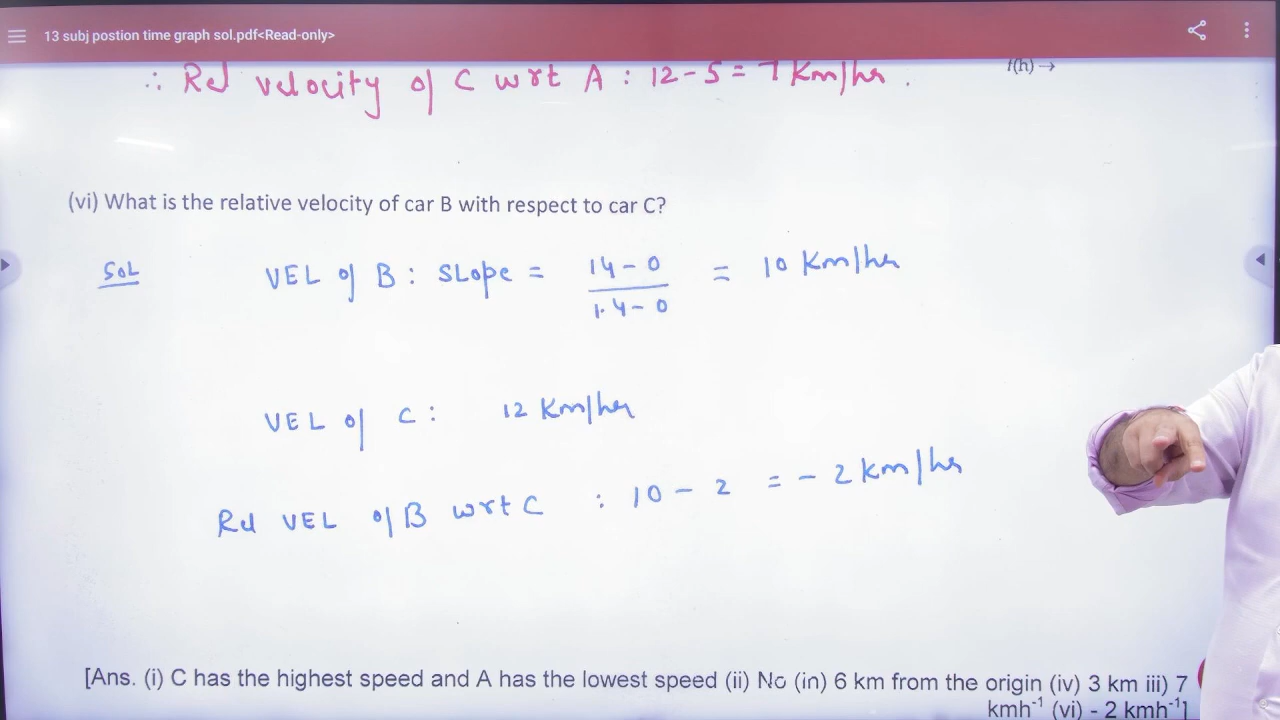 13 subj postion time graph sol.pdf<Read-only>
t(h) →
∴ Rel velocity of C wrt A : 12 - 5 = 7 Km/hr .
(vi) What is the relative velocity of car B with respect to car C?
SOL VEL of B : SLope = 14 - 0 / 1.4 - 0 = 10 Km/hr
VEL of C : 12 Km/hr
Rel VEL of B wrt C : 10 - 2 = - 2 km/hr
[Ans. (i) C has the highest speed and A has the lowest speed (ii) No (in) 6 km from the origin (iv) 3 km iii) 7
kmh⁻¹ (vi) - 2 kmh⁻¹]